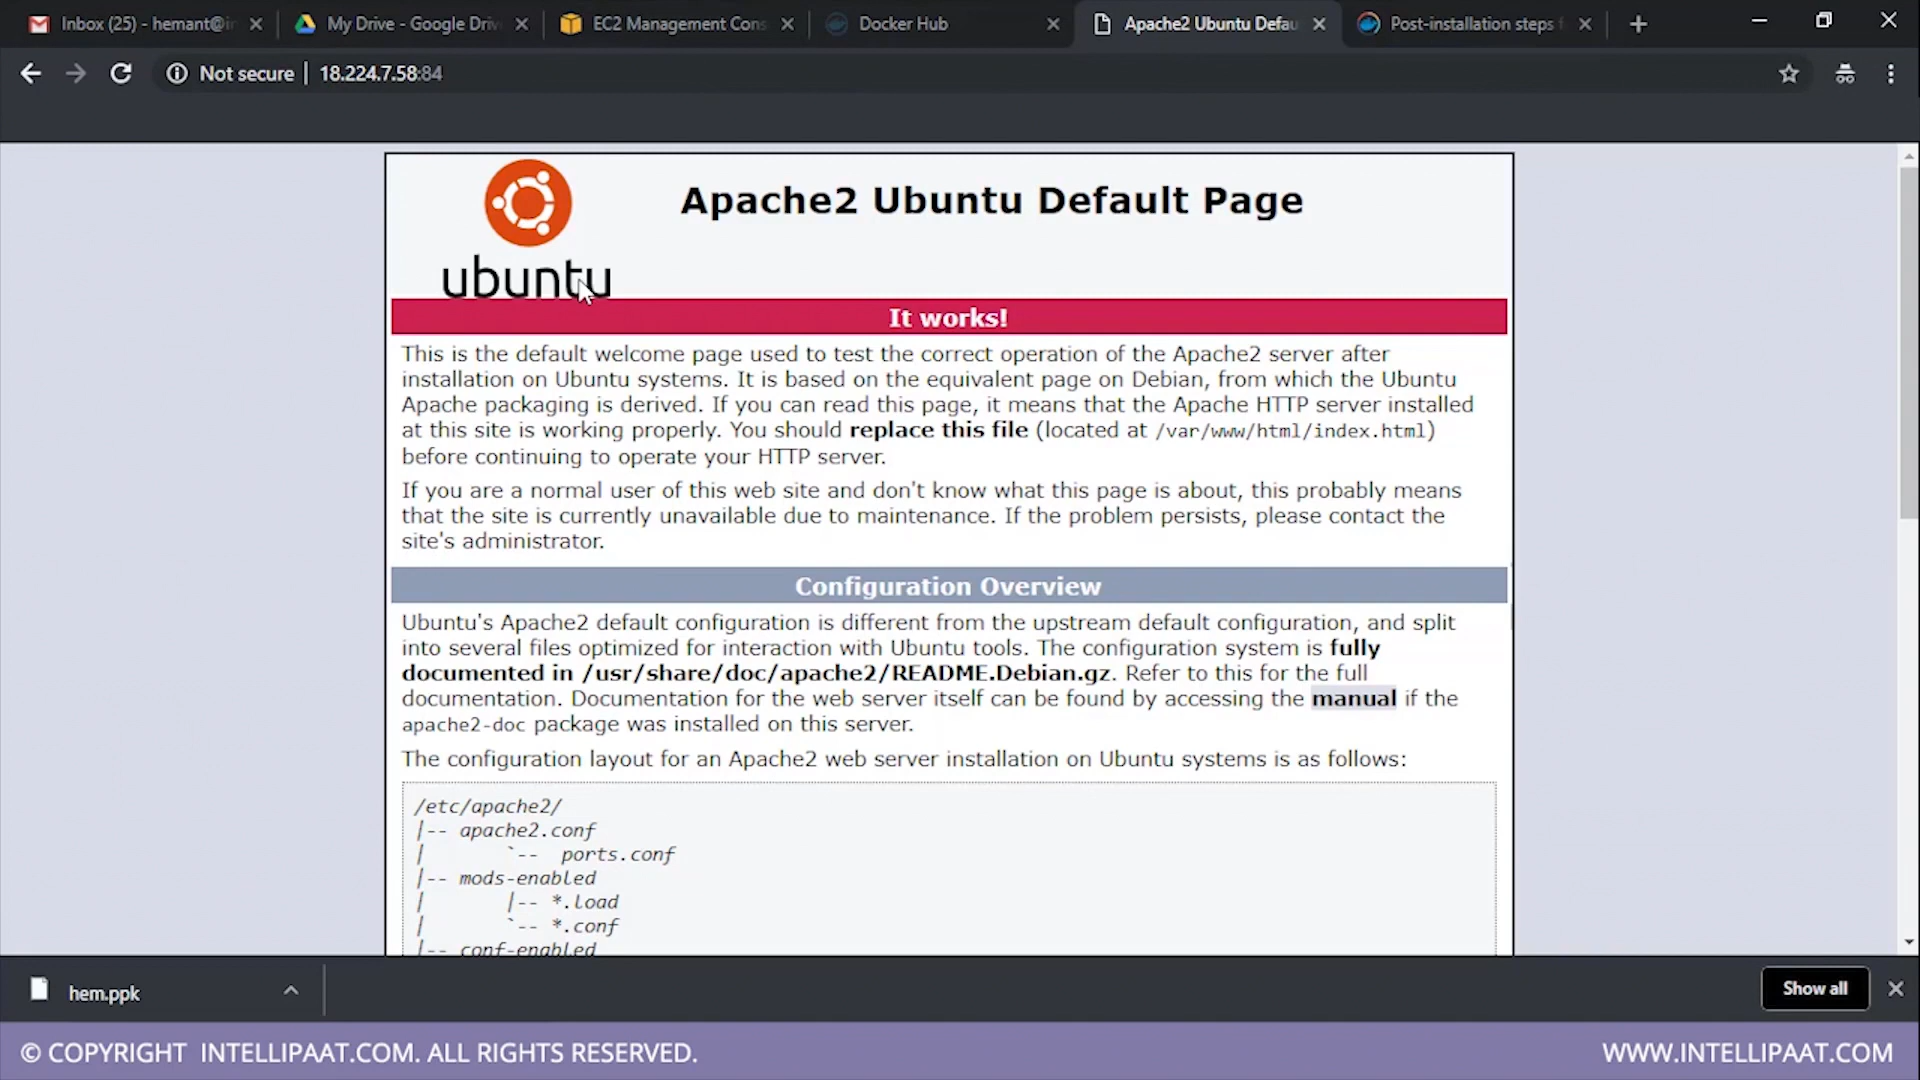 Inbox (25) - hemant@in
My Drive - Google Driv
EC2 Management Cons
Docker Hub
Apache2 Ubuntu Defau
Post-installation steps f
Not secure
18.224.7.58:84
ubuntu
Apache2 Ubuntu Default Page
It works!
This is the default welcome page used to test the correct operation of the Apache2 server after
installation on Ubuntu systems. It is based on the equivalent page on Debian, from which the Ubuntu
Apache packaging is derived. If you can read this page, it means that the Apache HTTP server installed
at this site is working properly. You should replace this file (located at /var/www/html/index.html)
before continuing to operate your HTTP server.
If you are a normal user of this web site and don't know what this page is about, this probably means
that the site is currently unavailable due to maintenance. If the problem persists, please contact the
site's administrator.
Configuration Overview
Ubuntu's Apache2 default configuration is different from the upstream default configuration, and split
into several files optimized for interaction with Ubuntu tools. The configuration system is fully
documented in /usr/share/doc/apache2/README.Debian.gz. Refer to this for the full
documentation. Documentation for the web server itself can be found by accessing the manual if the
apache2-doc package was installed on this server.
The configuration layout for an Apache2 web server installation on Ubuntu systems is as follows:
/etc/apache2/
|-- apache2.conf
|       `--  ports.conf
|-- mods-enabled
|       |-- *.load
|       `-- *.conf
|-- conf-enabled
hem.ppk
Show all
© COPYRIGHT INTELLIPAAT.COM. ALL RIGHTS RESERVED.
WWW.INTELLIPAAT.COM